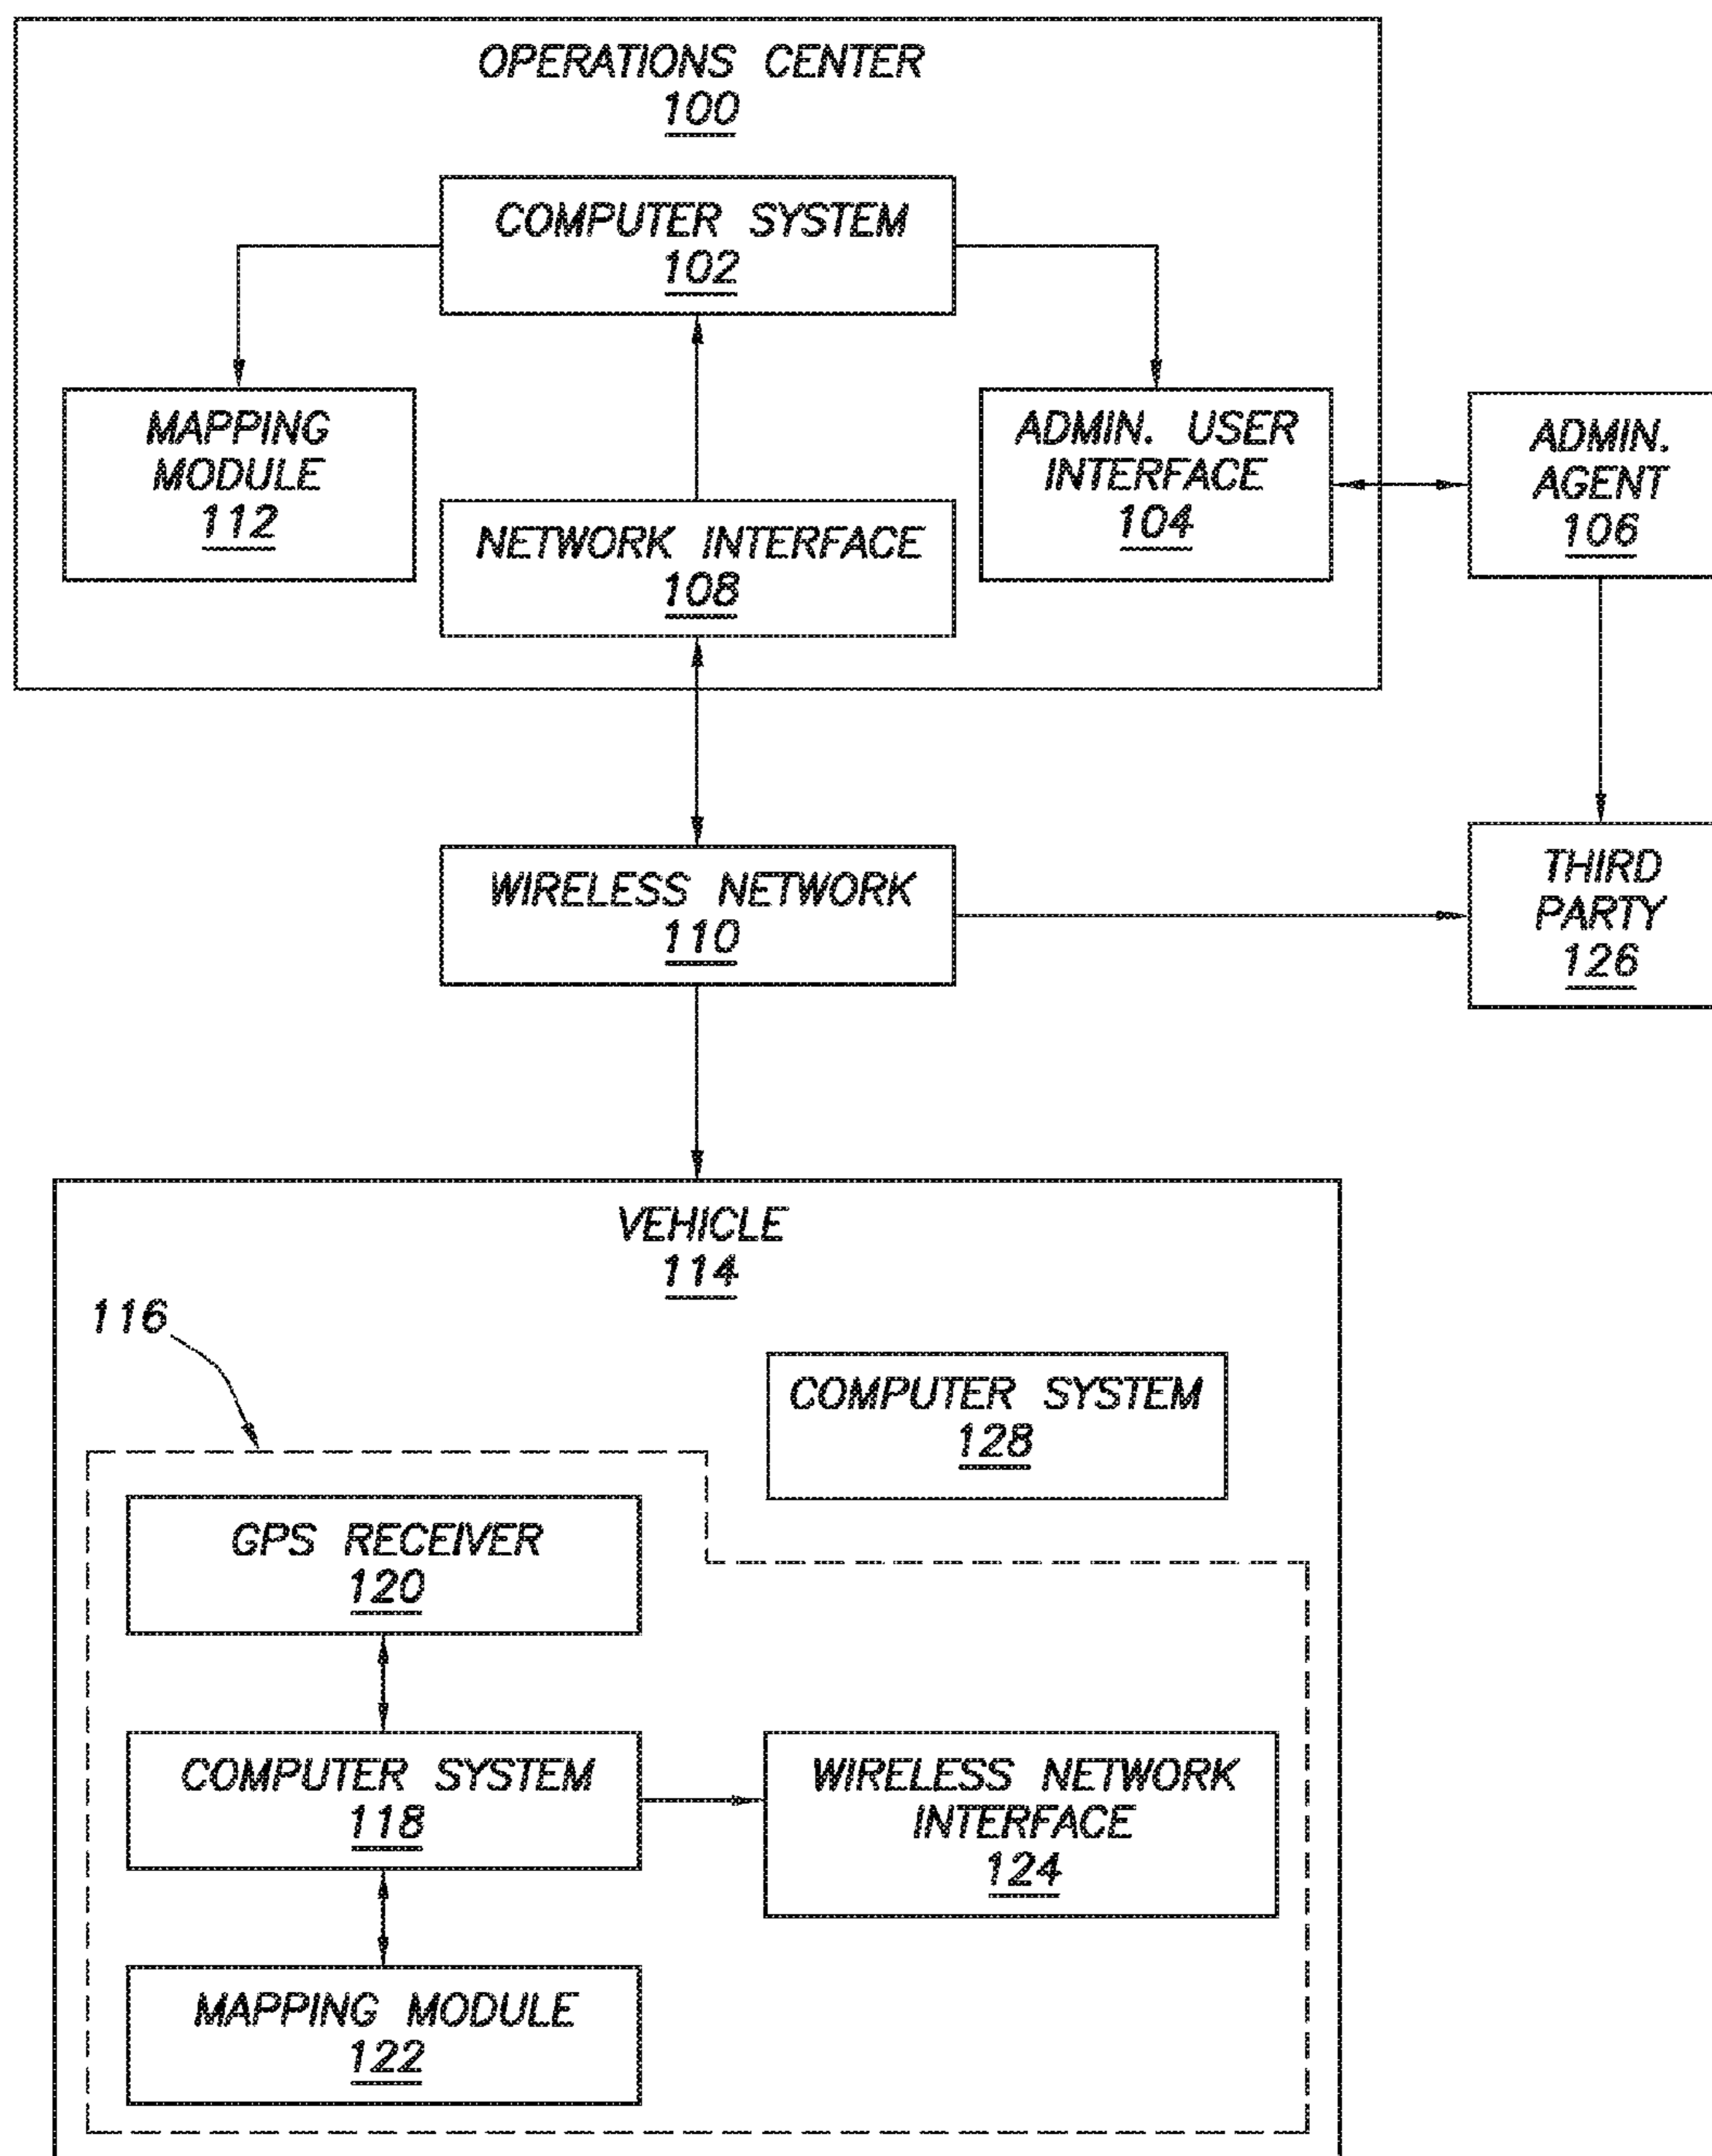 OPERATIONS CENTER
100
COMPUTER SYSTEM
102
MAPPING
MODULE
112
NETWORK INTERFACE
108
ADMIN. USER
INTERFACE
104
ADMIN.
AGENT
106
WIRELESS NETWORK
110
THIRD
PARTY
126
VEHICLE
114
116
COMPUTER SYSTEM
128
GPS RECEIVER
120
COMPUTER SYSTEM
118
WIRELESS NETWORK
INTERFACE
124
MAPPING MODULE
122